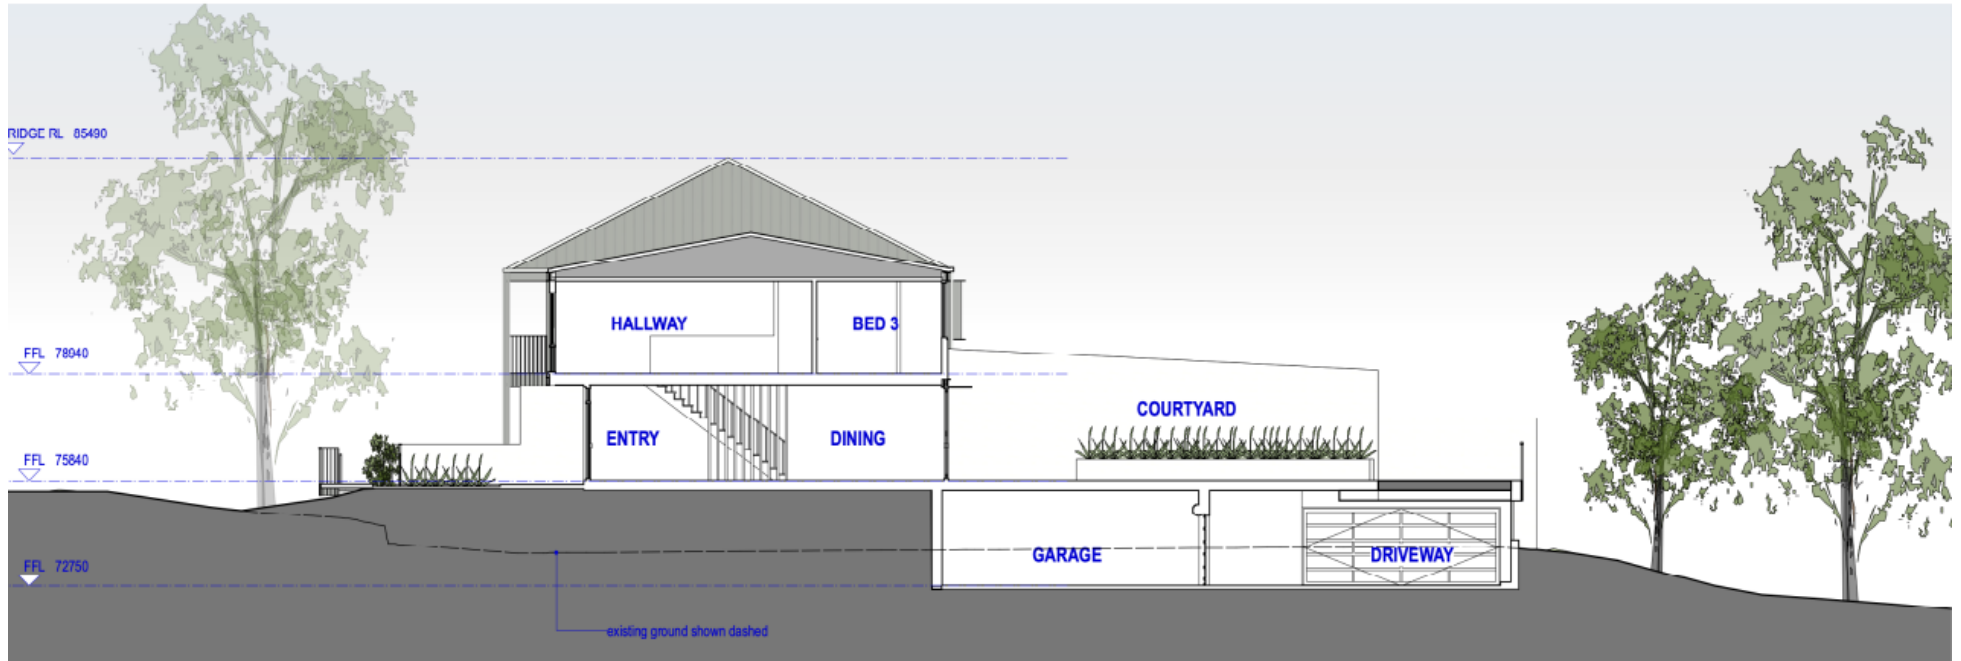 RIDGE RL 85490
HALLWAY
BED 3
FFL 78940
COURTYARD
ENTRY
DINING
FFL 75840
GARAGE
DRIVEWAY
FFL 72750
existing ground shown dashed